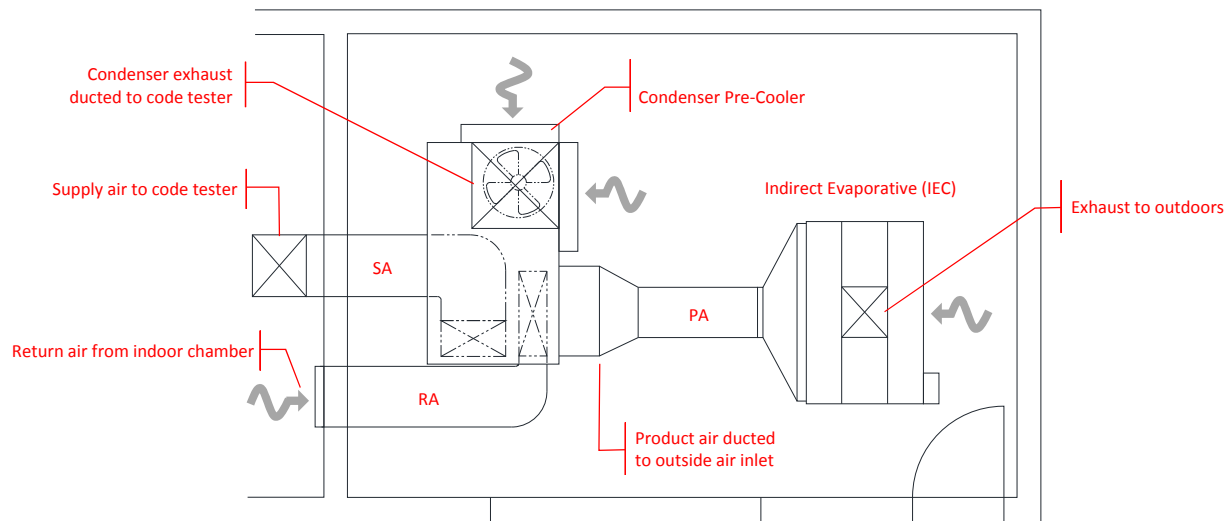 Condenser exhaust
ducted to code tester
Condenser Pre-Cooler
Supply air to code tester
Indirect Evaporative (IEC)
Exhaust to outdoors
SA
PA
Return air from indoor chamber
RA
Product air ducted
to outside air inlet